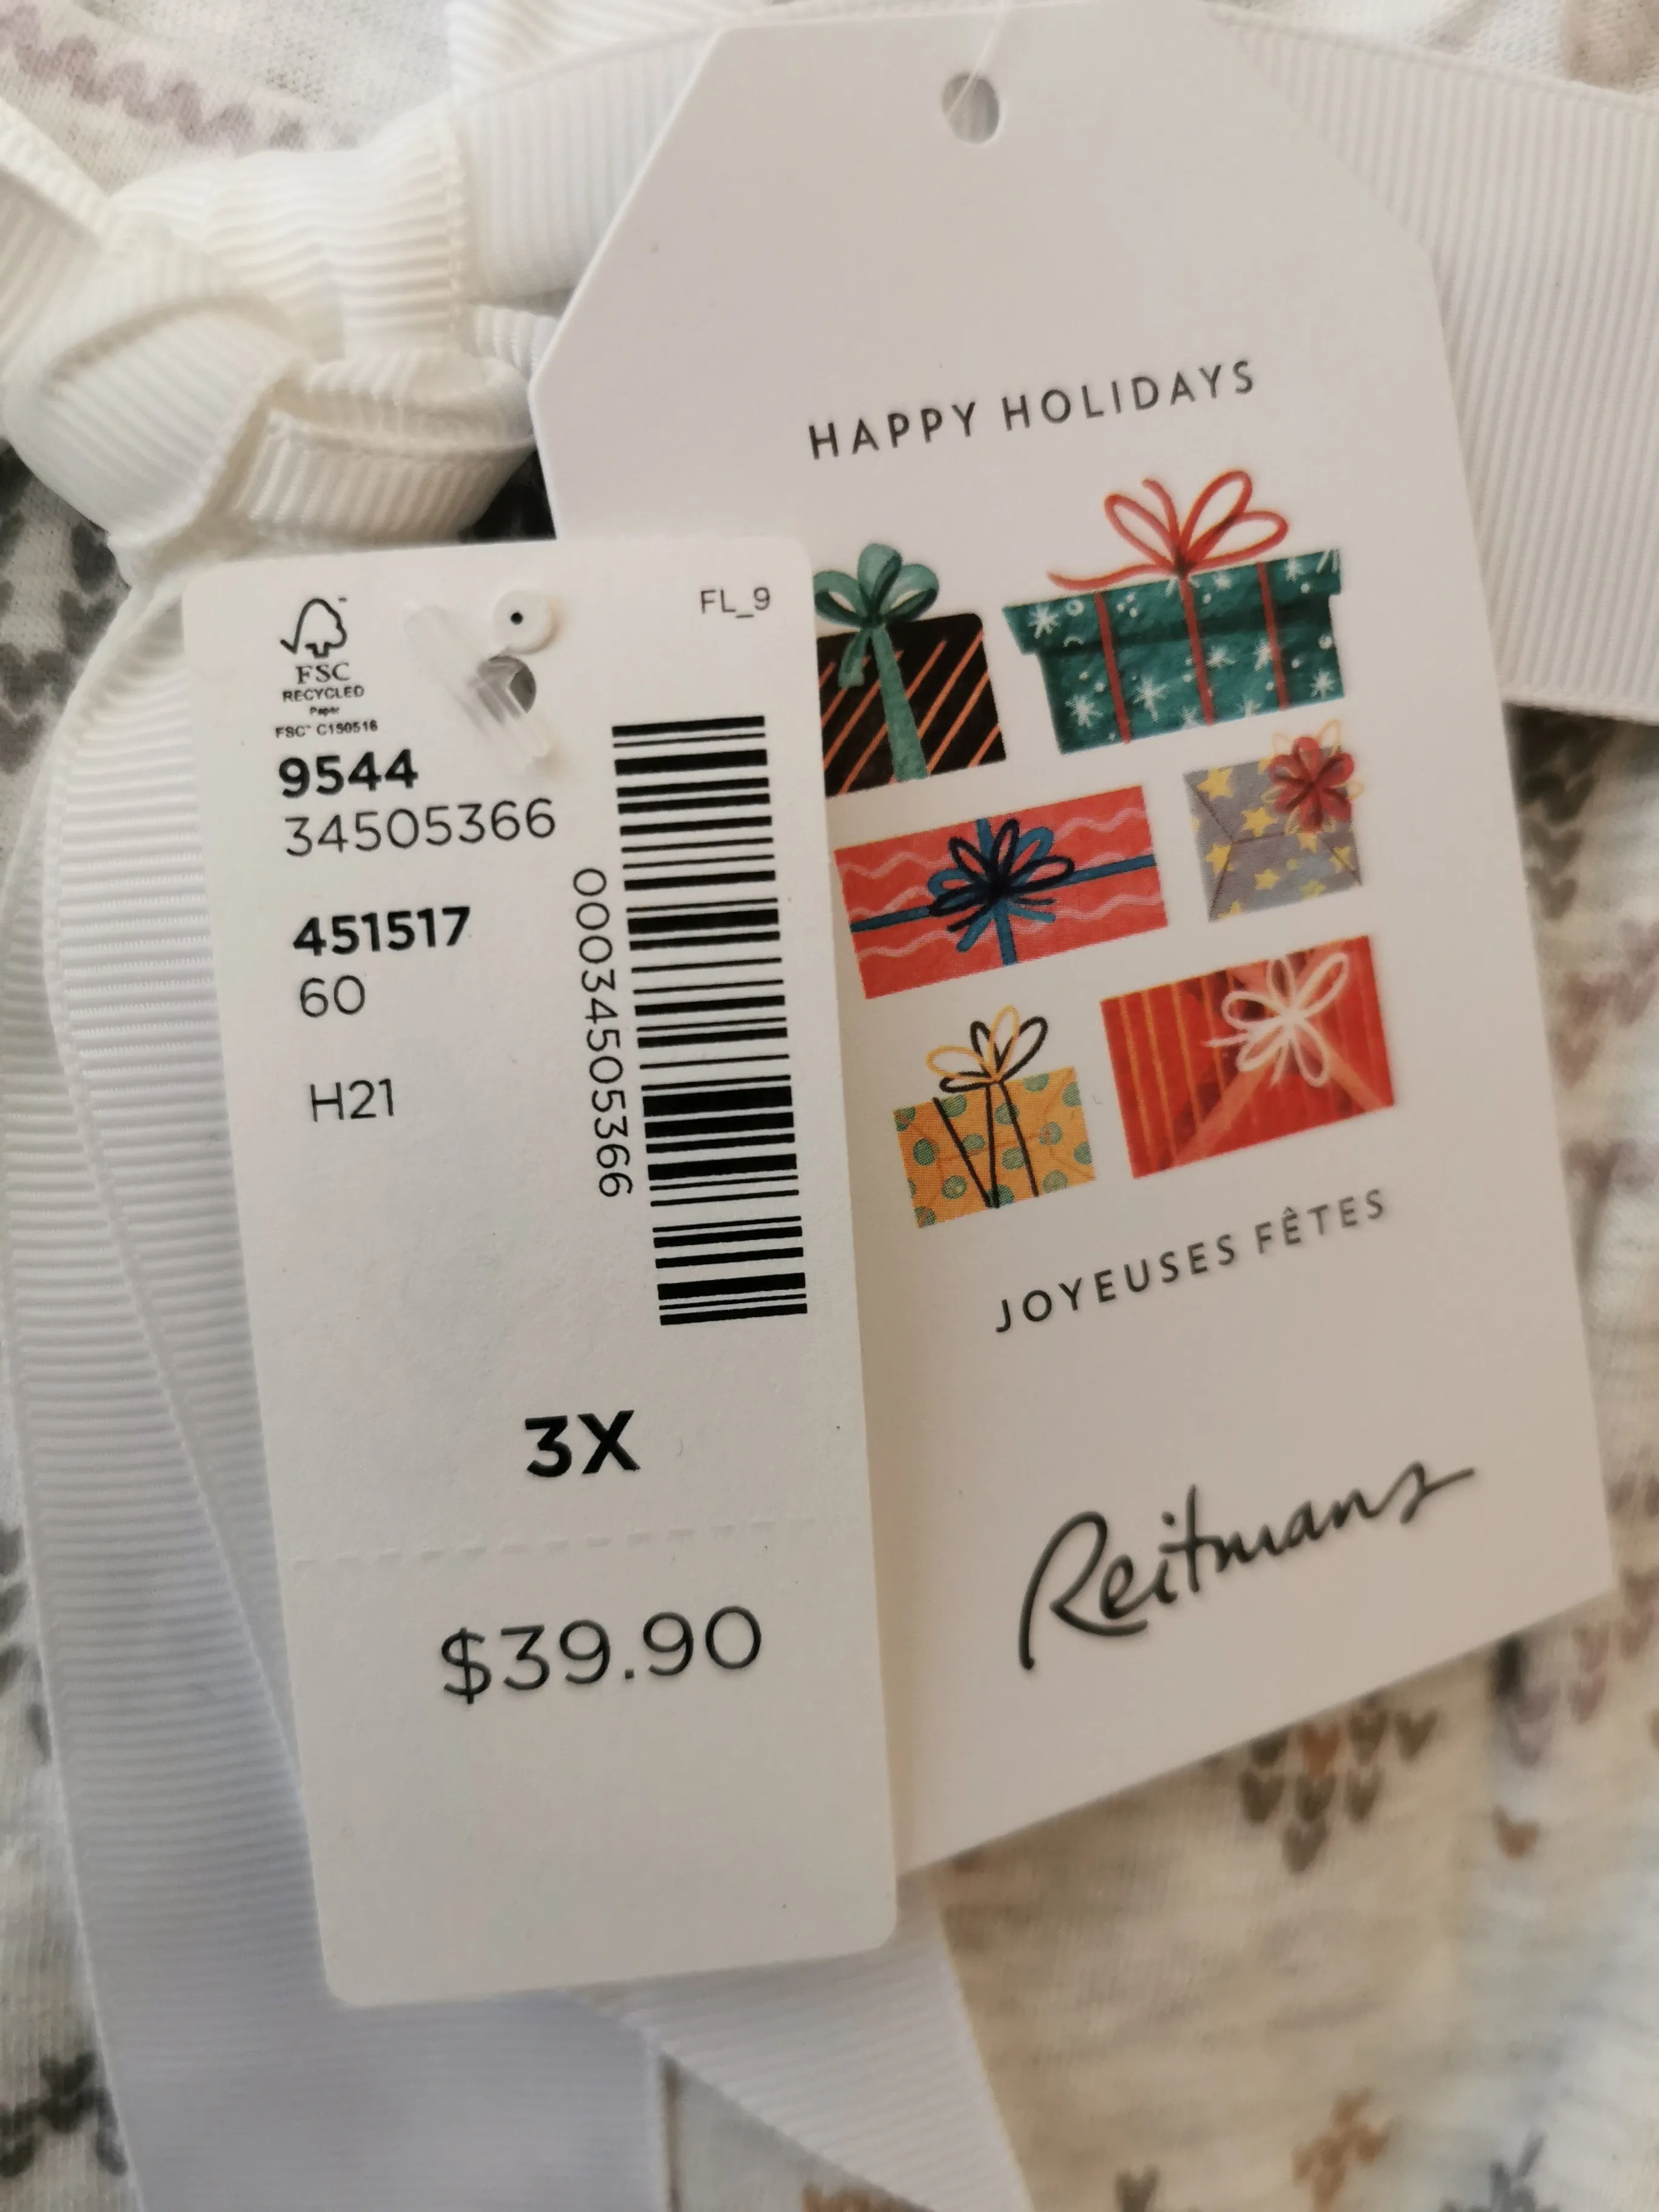 HAPPY HOLIDAYS
FL_9
FSC
RECYCLED
Paper
FSC™ C150516
9544
34505366
451517
60
H21
00034505366
3X
$39.90
JOYEUSES FÊTES
Reitmans